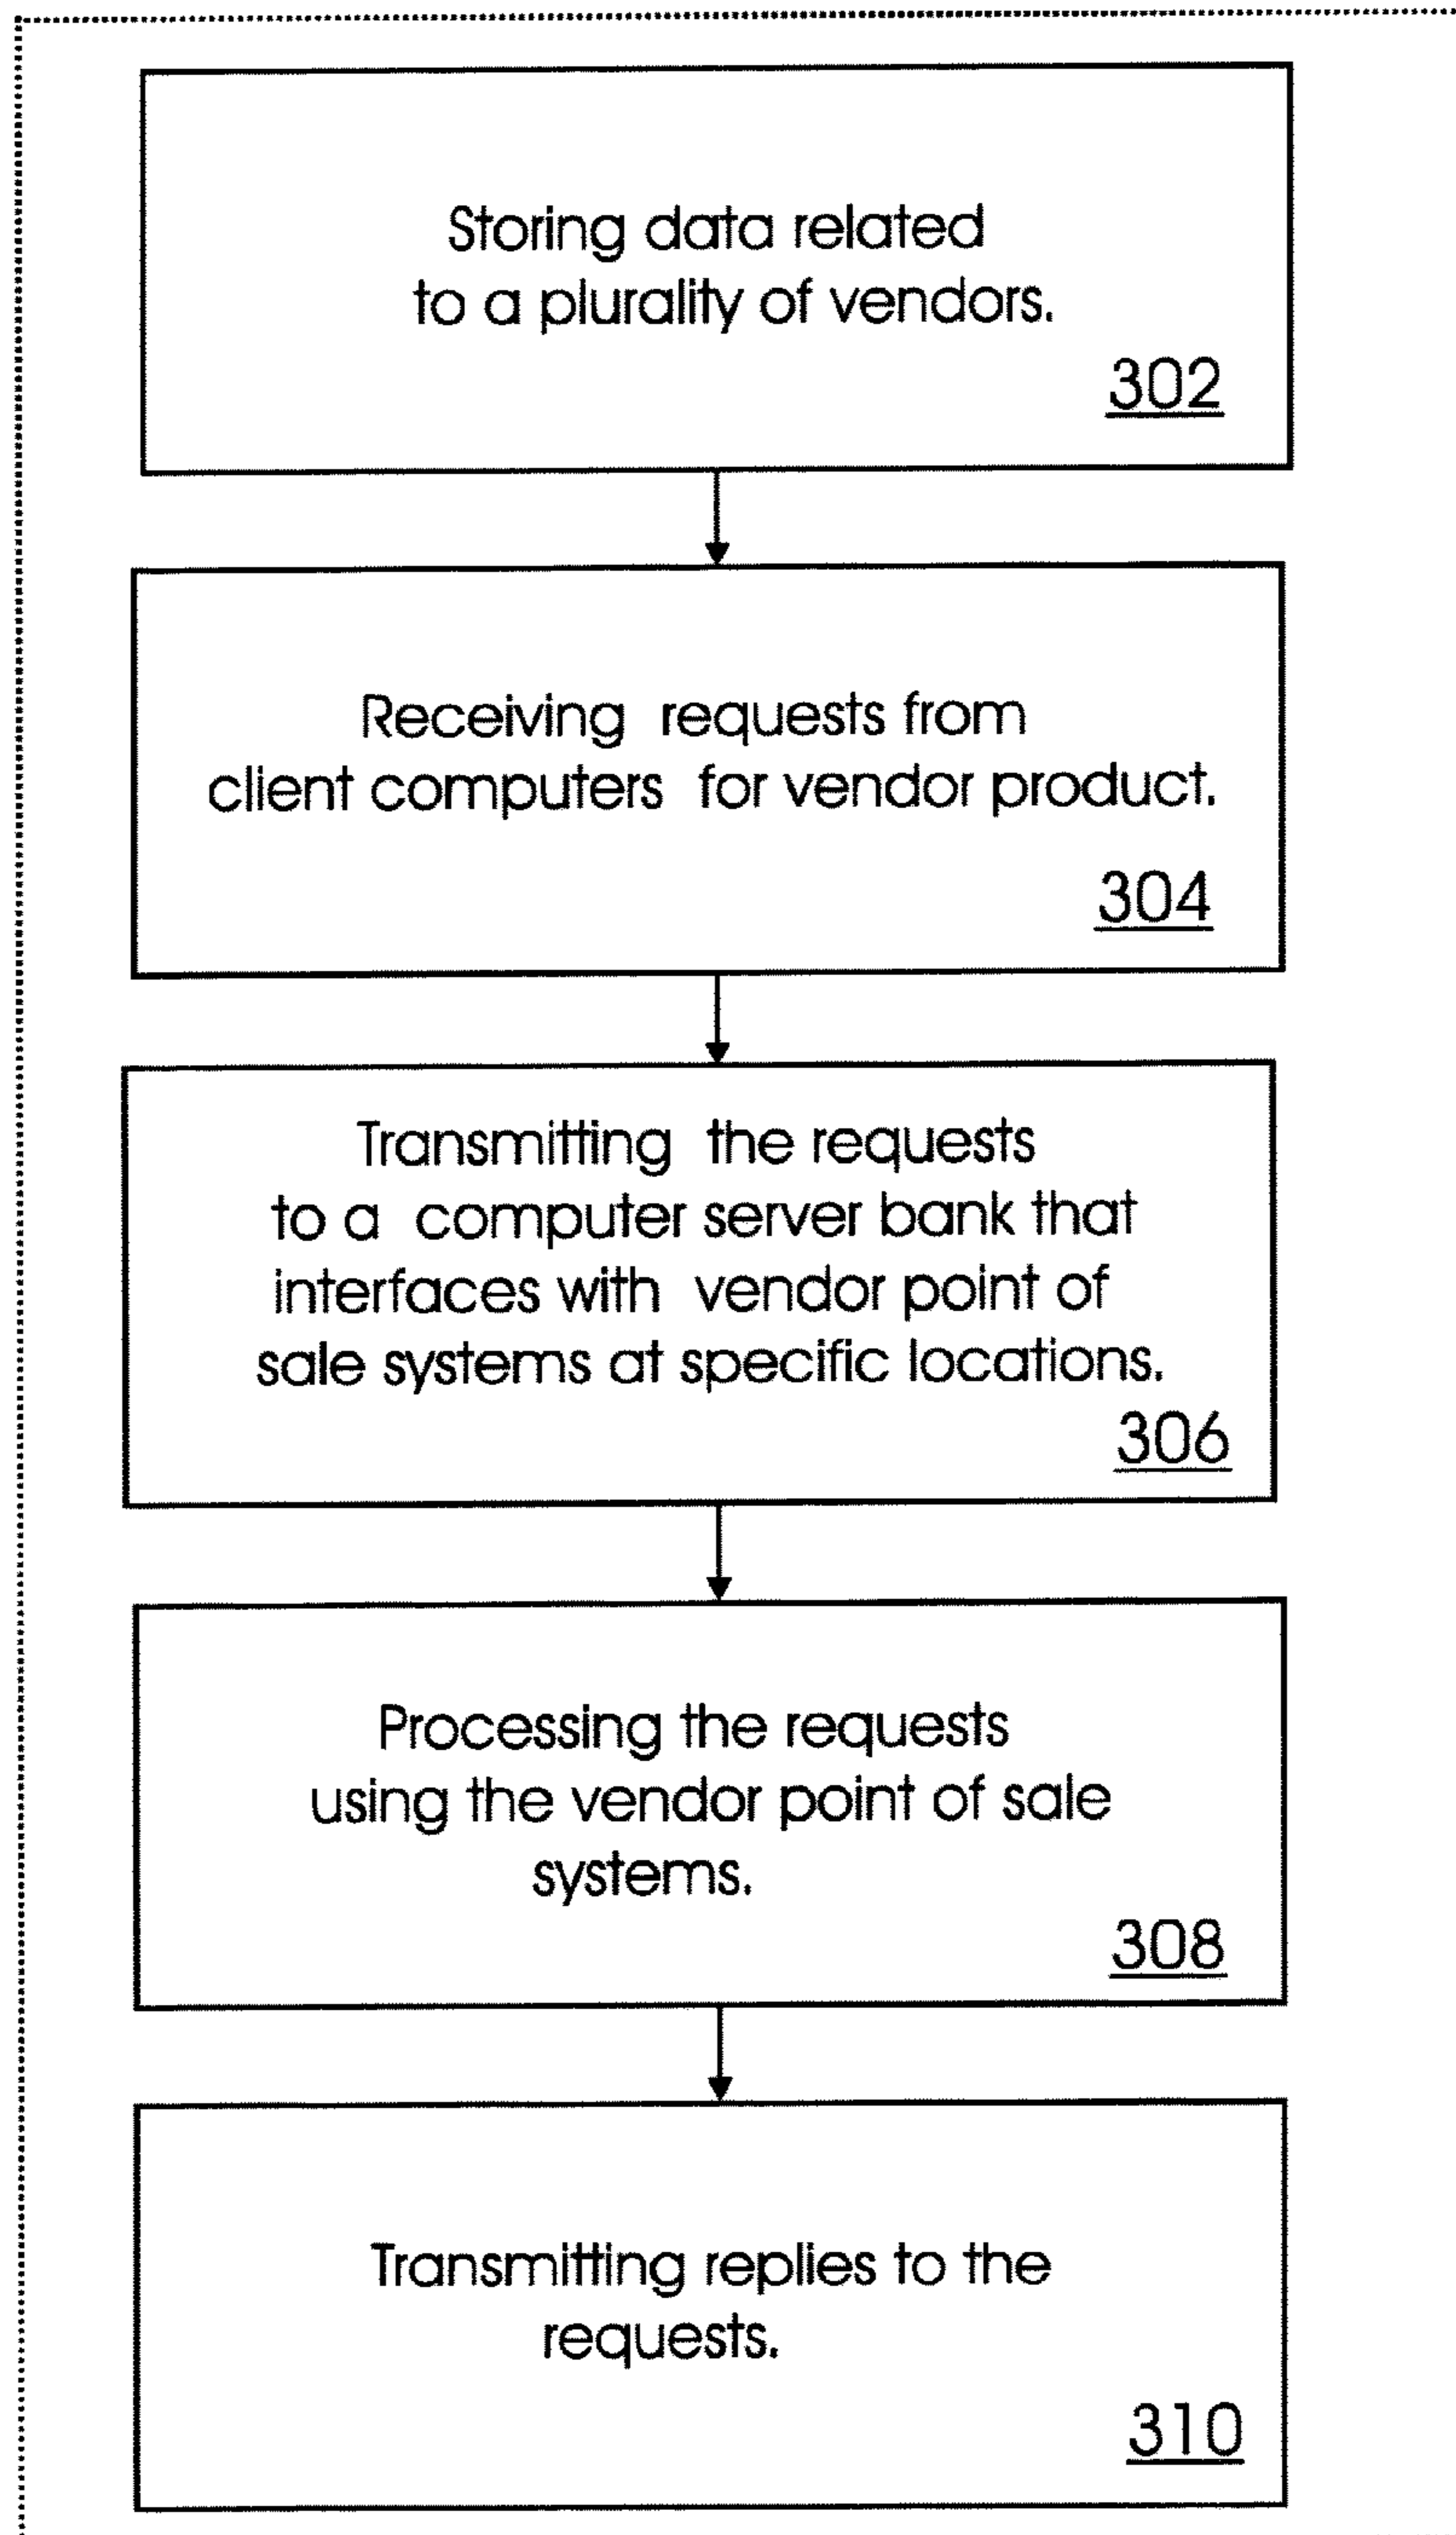 Storing data related
to a plurality of vendors.
302
Receiving requests from
client computers for vendor product.
304
Transmitting the requests
to a computer server bank that
interfaces with vendor point of
sale systems at specific locations.
306
Processing the requests
using the vendor point of sale
systems.
308
Transmitting replies to the
requests.
310